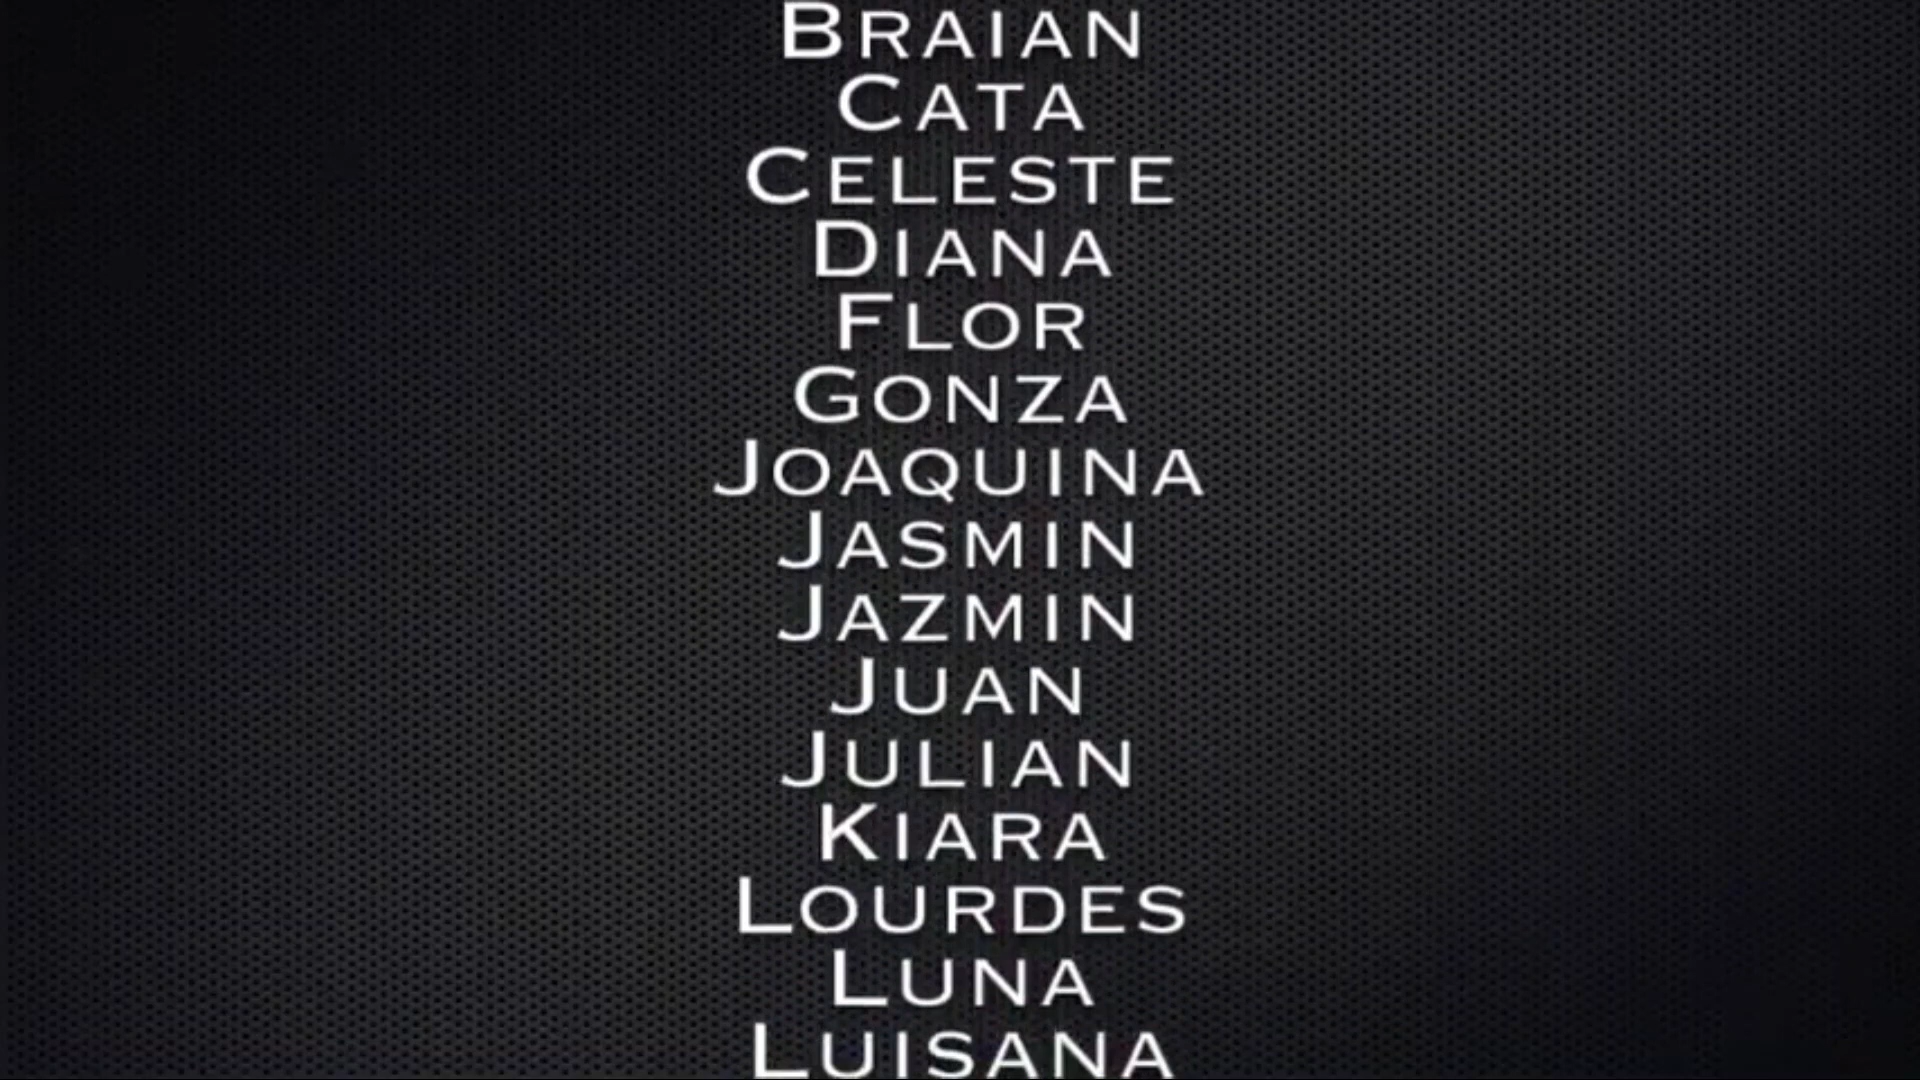 BRAIAN
CATA
CELESTE
DIANA
FLOR
GONZA
JOAQUINA
JASMIN
JAZMIN
JUAN
JULIAN
KIARA
LOURDES
LUNA
LUISANA